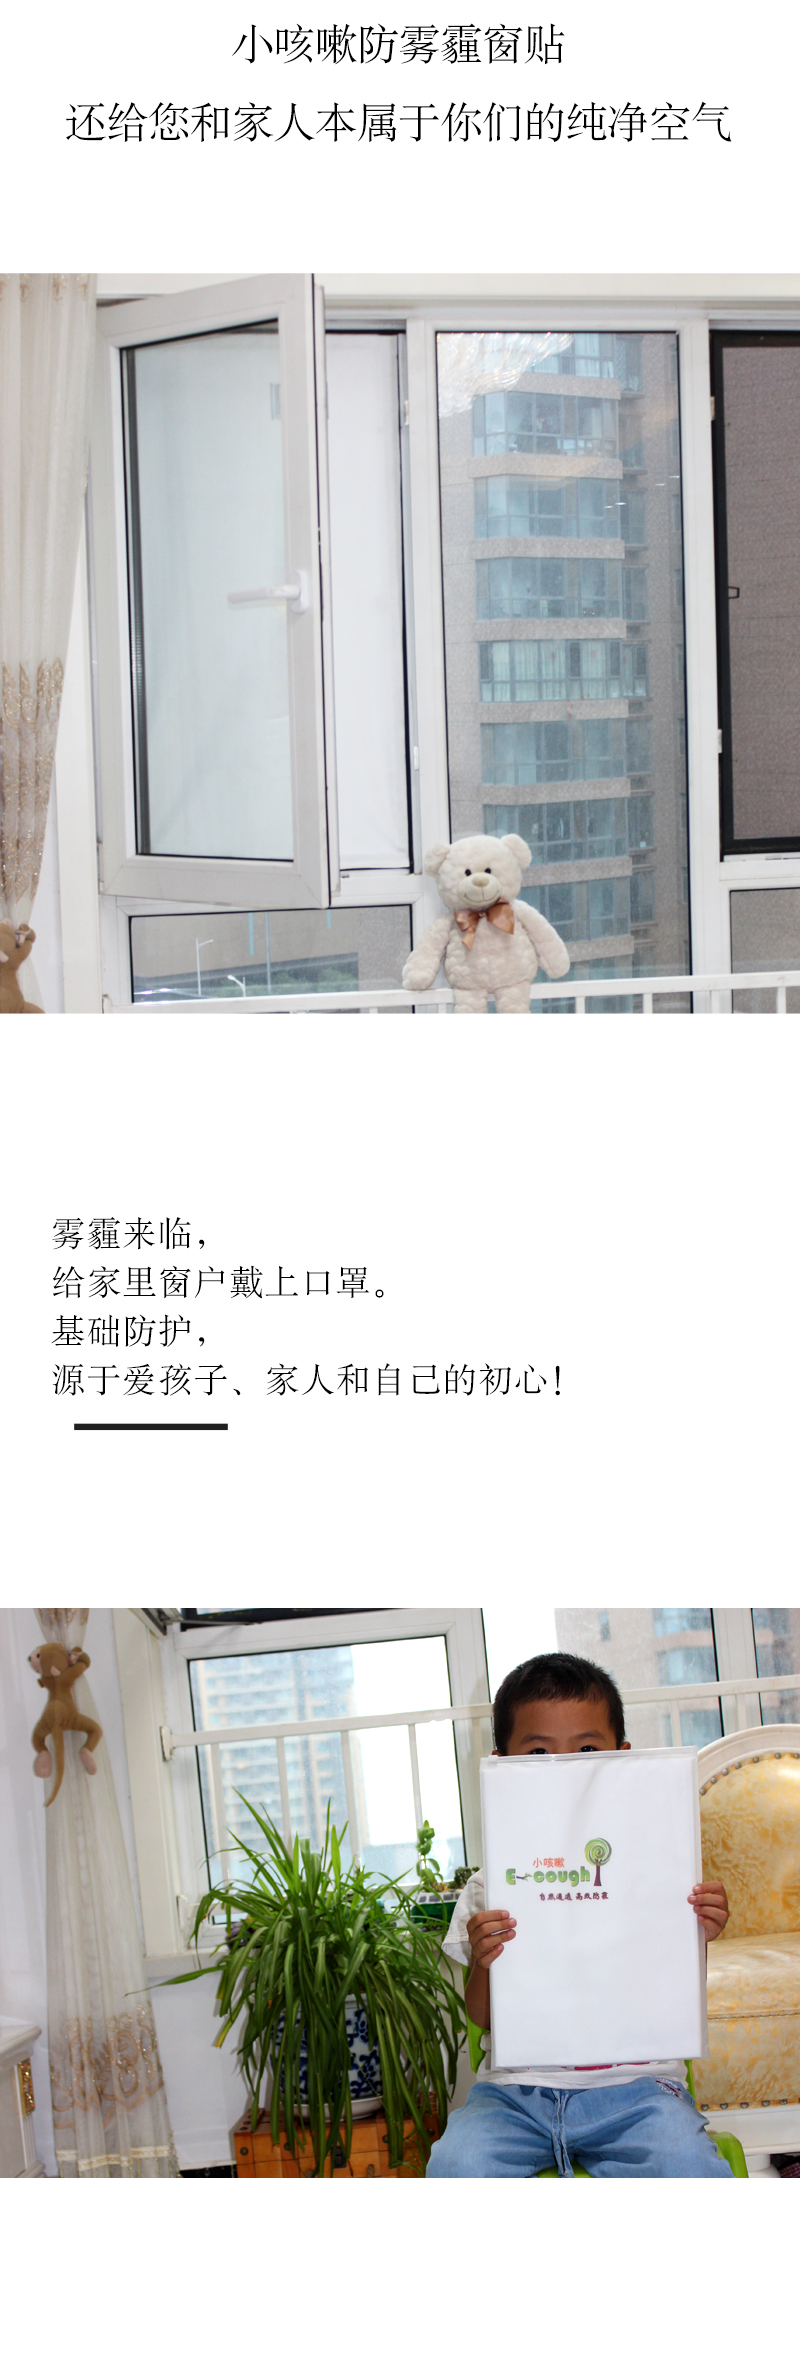 小咳嗽防雾霾窗贴
还给您和家人本属于你们的纯净空气
雾霾来临，
给家里窗户戴上口罩。
基础防护，
源于爱孩子、家人和自己的初心！
小咳嗽
E-cough
自然通透 高效防霾